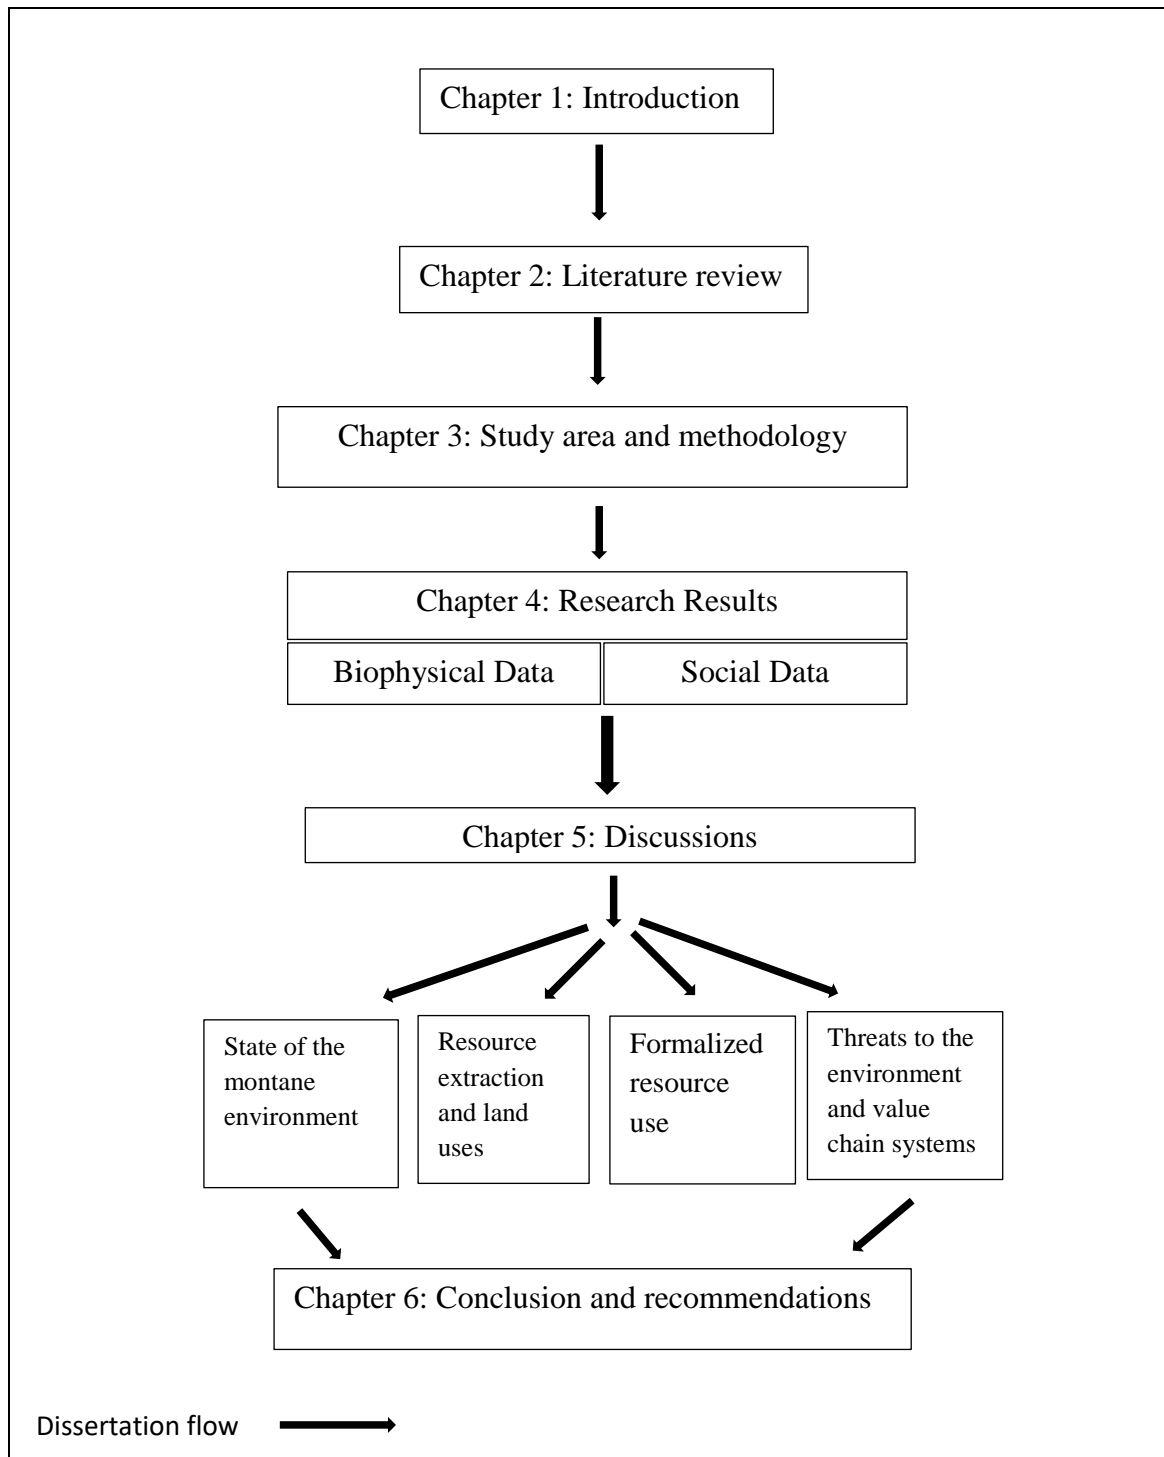 Chapter 1: Introduction
Chapter 2: Literature review
Chapter 3: Study area and methodology
Chapter 4: Research Results
Biophysical Data
Social Data
Chapter 5: Discussions
State of the
montane
environment
Resource
extraction
and land
uses
Formalized
resource
use
Threats to the
environment
and value
chain systems
Chapter 6: Conclusion and recommendations
Dissertation flow